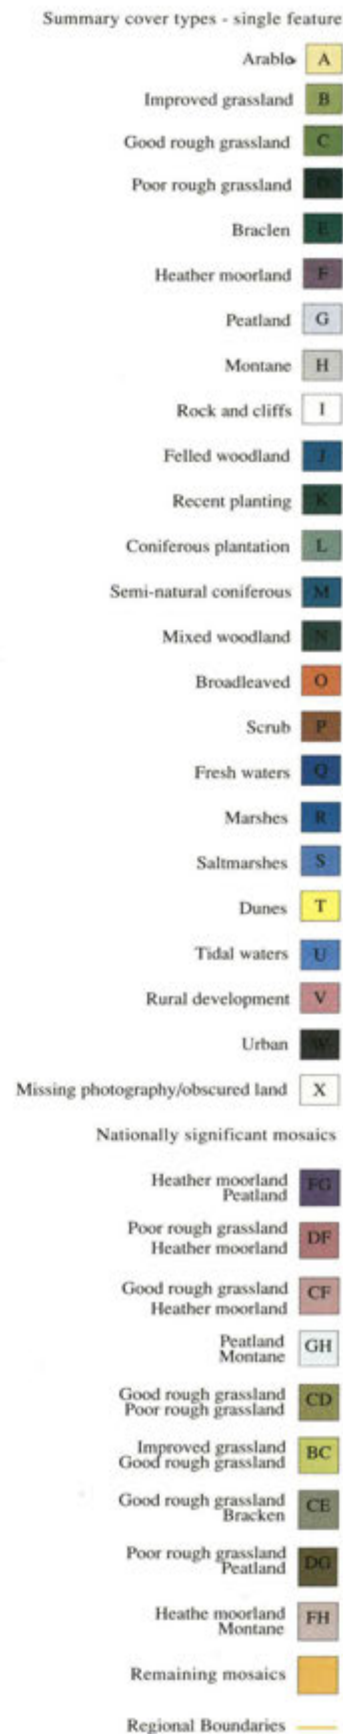 Summary cover types - single feature
Arable A
Improved grassland B
Good rough grassland C
Poor rough grassland D
Braclen E
Heather moorland F
Peatland G
Montane H
Rock and cliffs I
Felled woodland J
Recent planting K
Coniferous plantation L
Semi-natural coniferous M
Mixed woodland N
Broadleaved O
Scrub P
Fresh waters Q
Marshes R
Saltmarshes S
Dunes T
Tidal waters U
Rural development V
Urban W
Missing photography/obscured land X
Nationally significant mosaics
Heather moorland
Peatland FG
Poor rough grassland
Heather moorland DF
Good rough grassland
Heather moorland CF
Peatland
Montane GH
Good rough grassland
Poor rough grassland CD
Improved grassland
Good rough grassland BC
Good rough grassland
Bracken CE
Poor rough grassland
Peatland DG
Heathe moorland
Montane FH
Remaining mosaics
Regional Boundaries